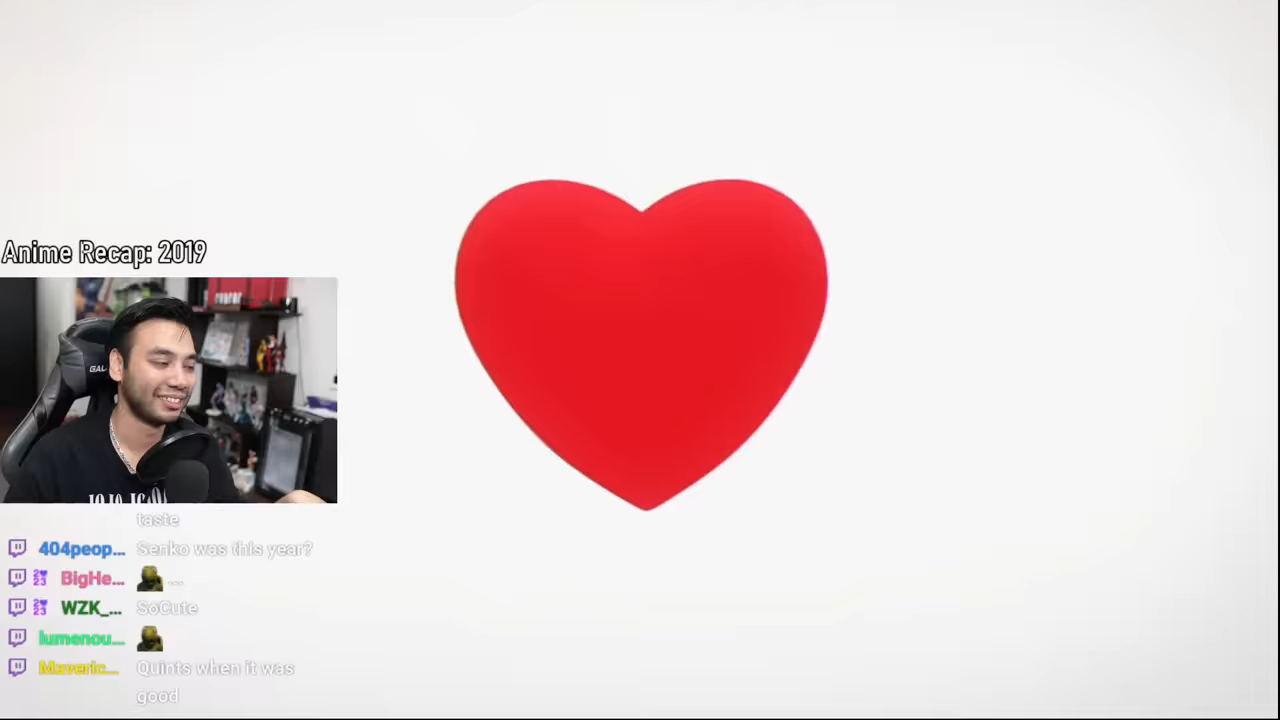 Anime Recap: 2019
GAL
taste
404peop... Senko was this year?
BigHe... ...
WZK_... SoCute
lumenou...
Maveric... Quints when it was
good